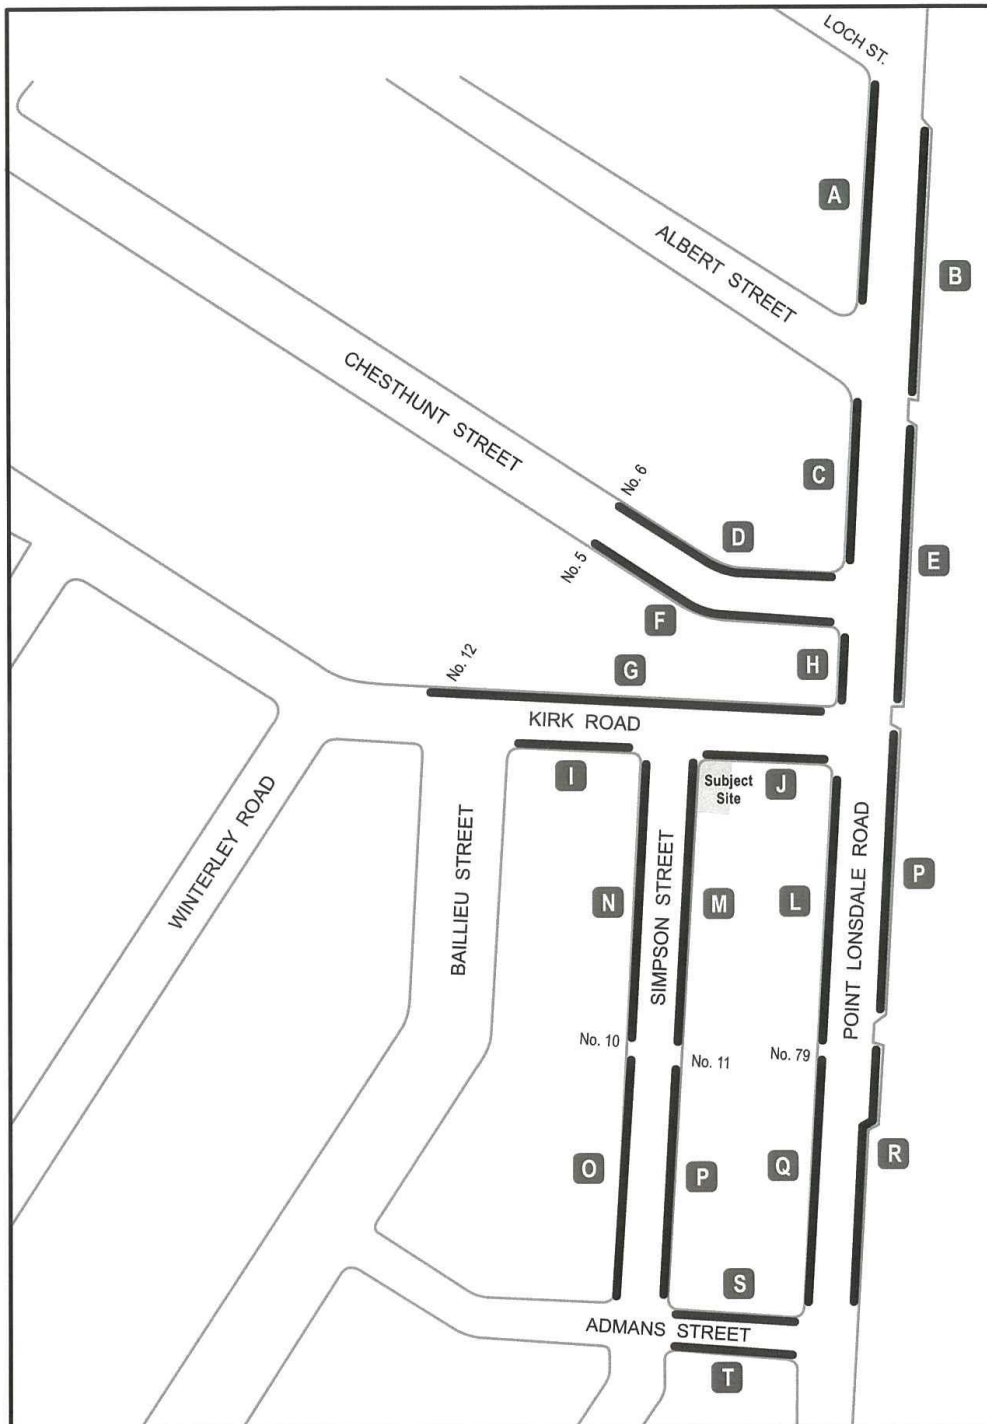 LOCH ST.
A
B
ALBERT STREET
CHESTHUNT STREET
C
No. 6
D
E
No. 5
F
No. 12
G
H
KIRK ROAD
I
Subject
Site
J
WINTERLEY ROAD
BAILLIEU STREET
N
SIMPSON STREET
M
L
POINT LONSDALE ROAD
P
No. 10
No. 11
No. 79
O
P
Q
R
S
ADMANS STREET
T